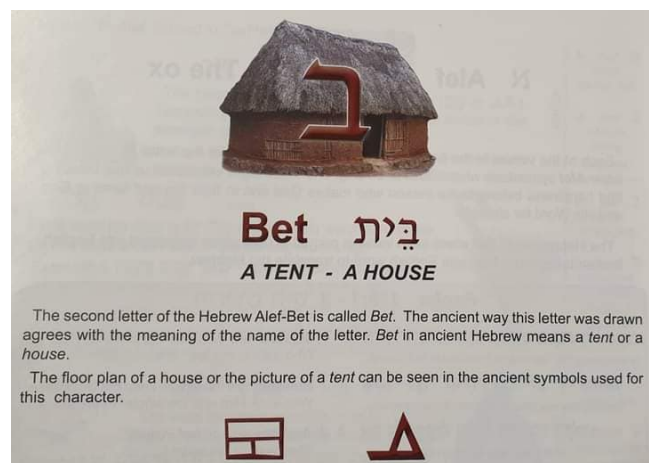 ב
Bet בֵּית
A TENT - A HOUSE
The second letter of the Hebrew Alef-Bet is called Bet. The ancient way this letter was drawn
agrees with the meaning of the name of the letter. Bet in ancient Hebrew means a tent or a
house.
The floor plan of a house or the picture of a tent can be seen in the ancient symbols used for
this character.